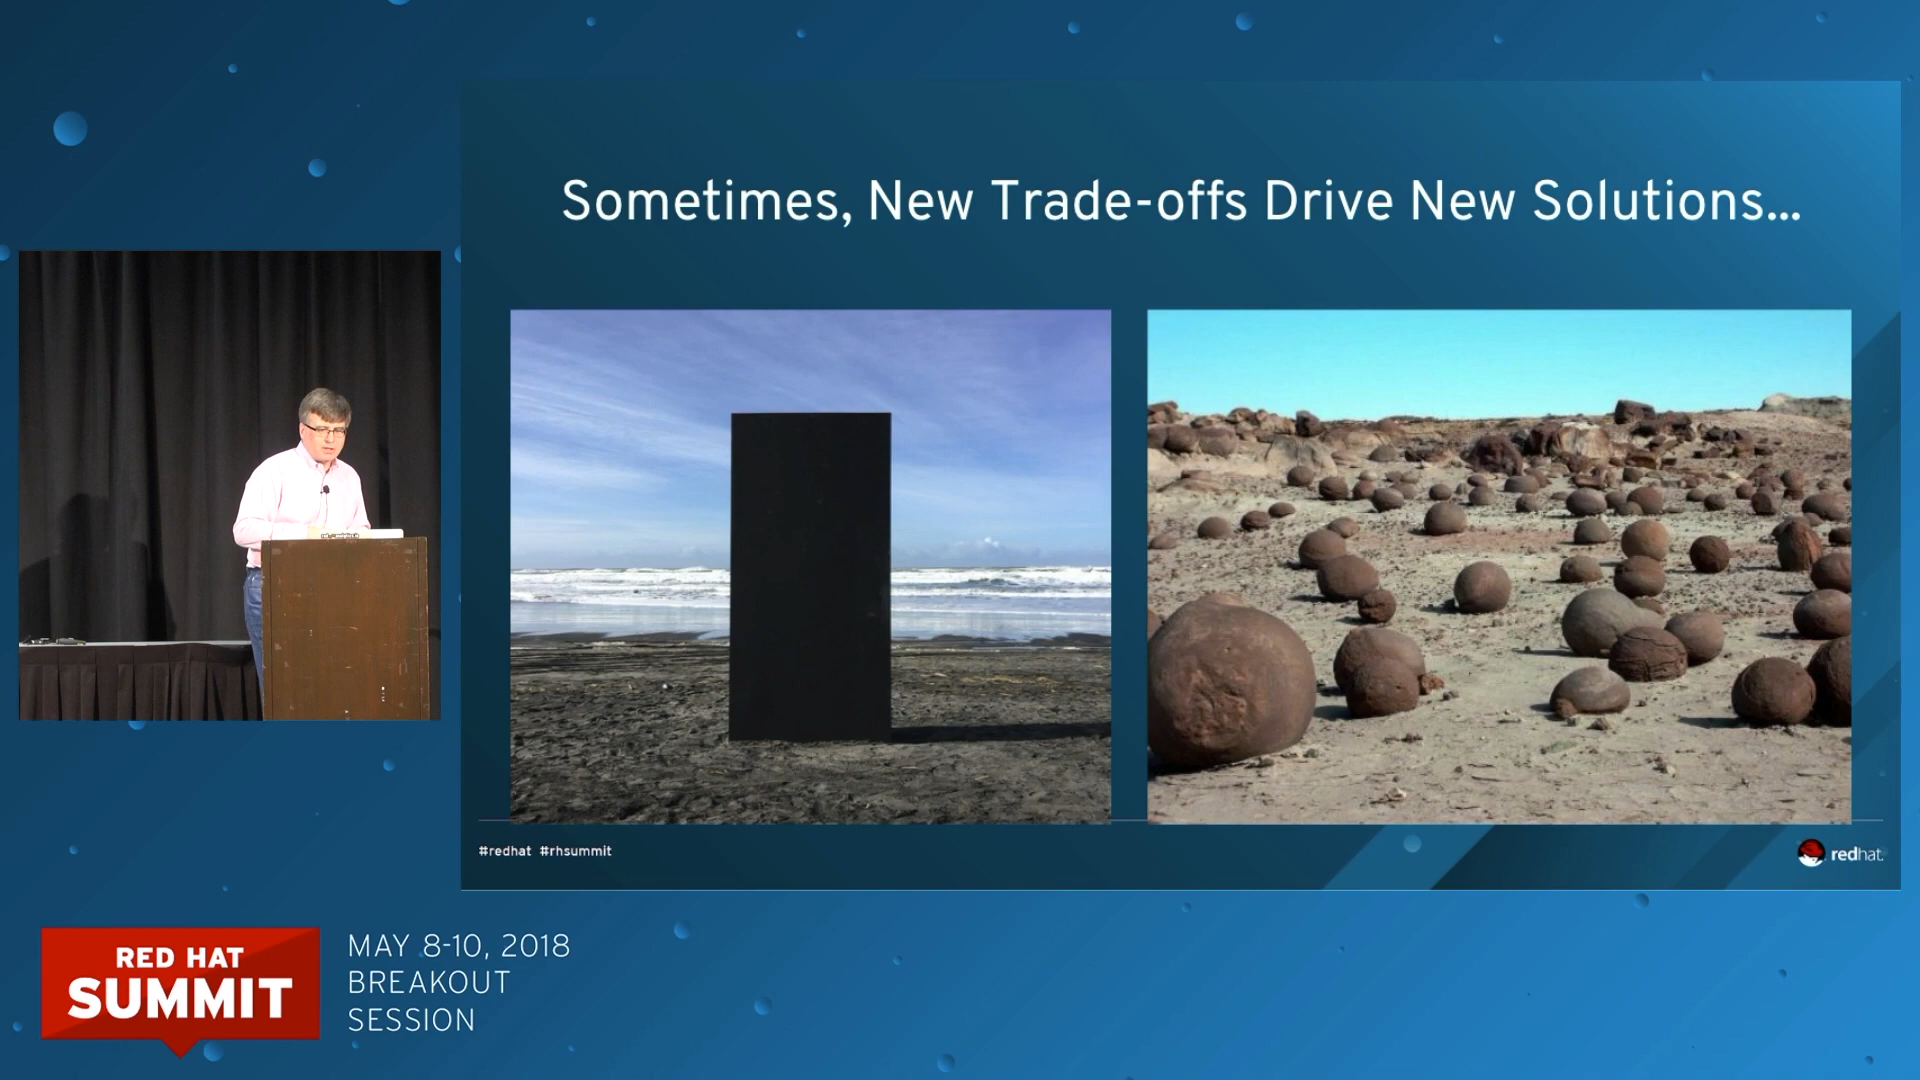 Sometimes, New Trade-offs Drive New Solutions...
#redhat #rhsummit
redhat.
RED HAT
SUMMIT
MAY 8-10, 2018
BREAKOUT
SESSION